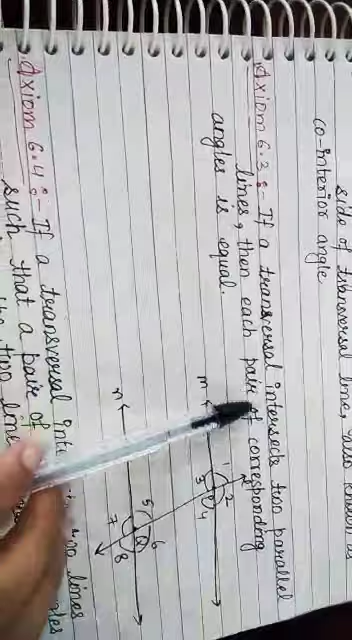 side of transversal line, also known as
co-interior angle
Axiom 6.3 :- If a transversal intersects two parallel
lines, then each pair of corresponding
angles is equal.
m
1
2
3
4
n
5
6
7
8
Axiom 6.4 :- If a transversal inte lines
such that a pair of
two line